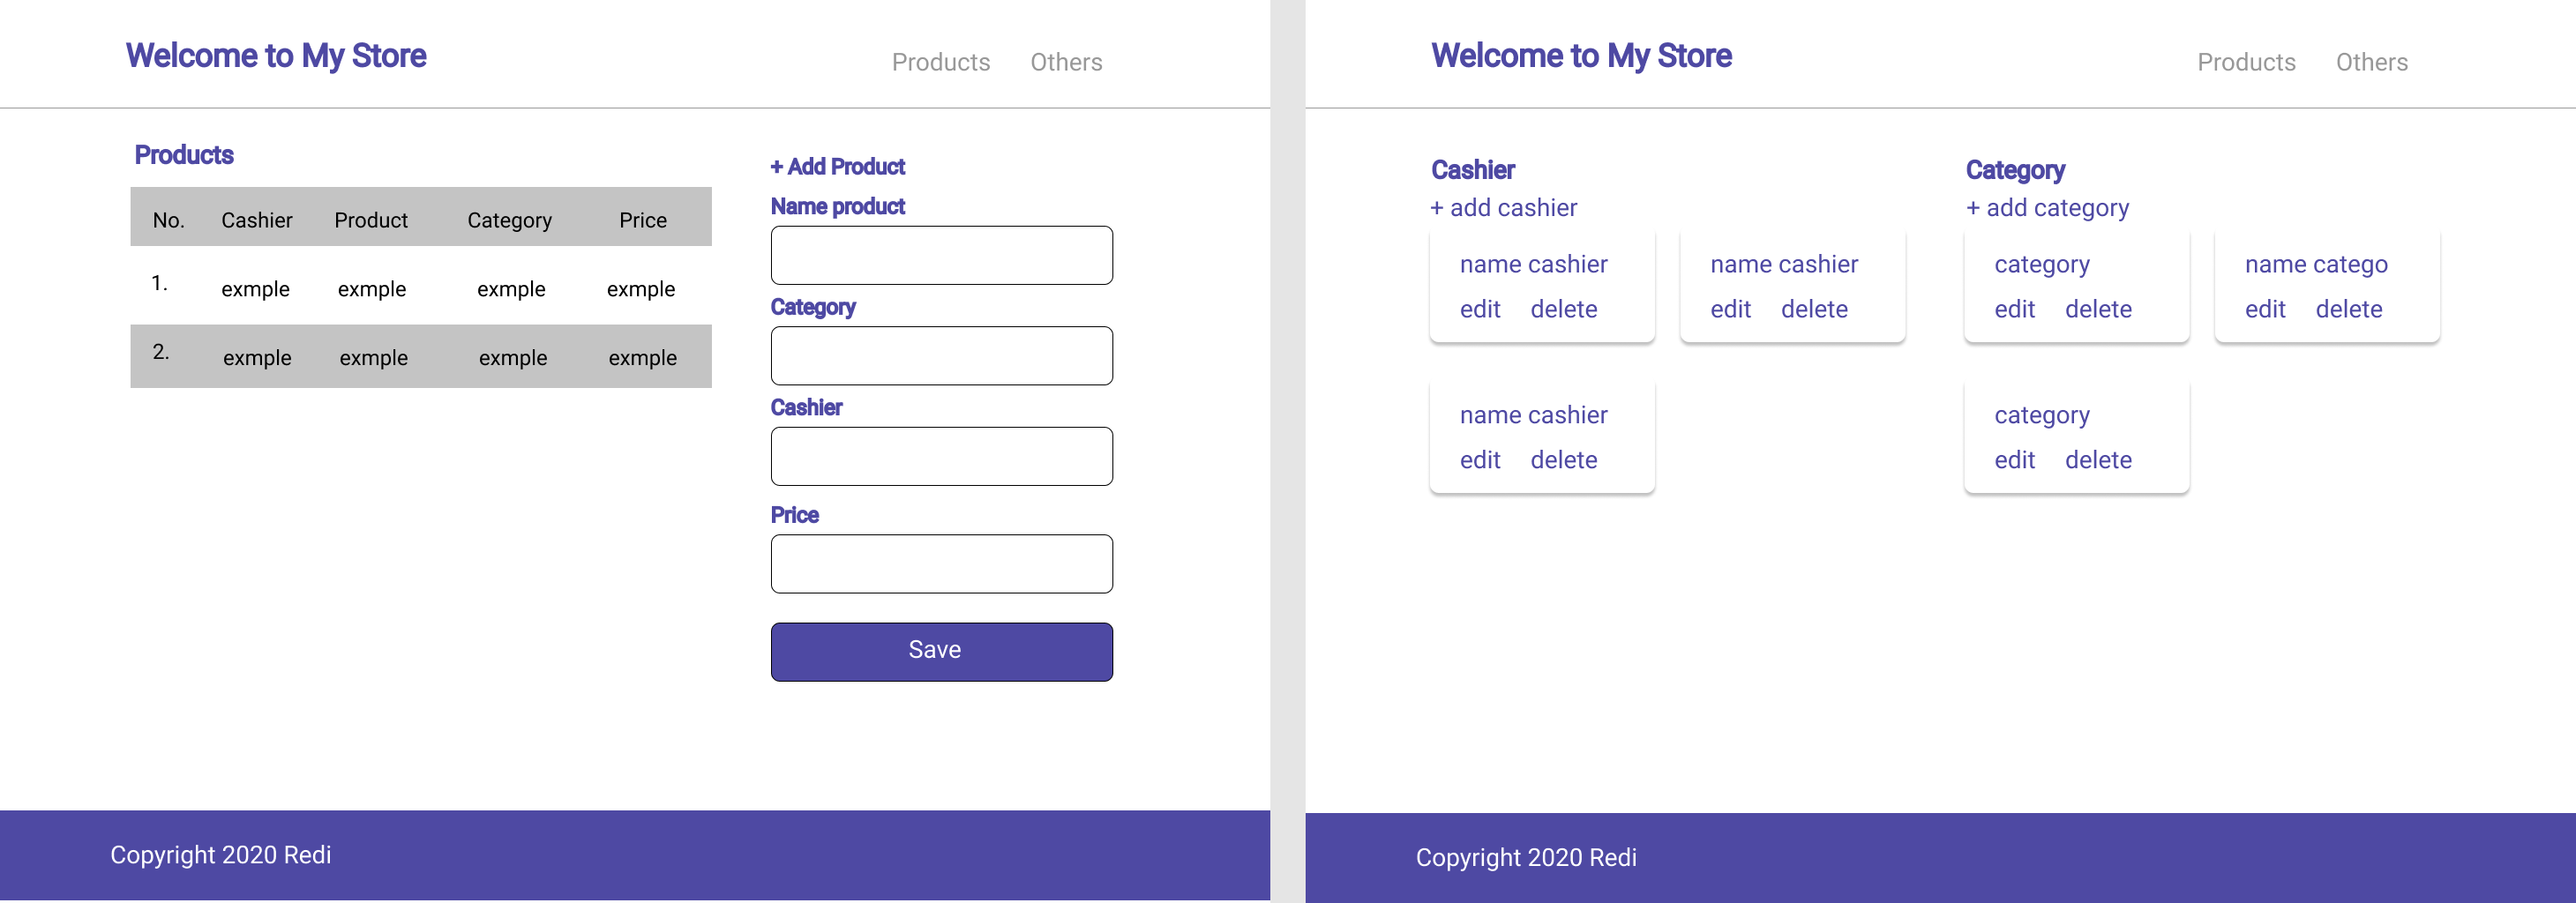 Welcome to My Store
Products Others
Products
No. Cashier Product Category Price
1. exmple exmple exmple exmple
2. exmple exmple exmple exmple
+ Add Product
Name product
Category
Cashier
Price
Save
Copyright 2020 Redi
Welcome to My Store
Products Others
Cashier
+ add cashier
name cashier
edit delete
name cashier
edit delete
name cashier
edit delete
Category
+ add category
category
edit delete
name catego
edit delete
category
edit delete
Copyright 2020 Redi